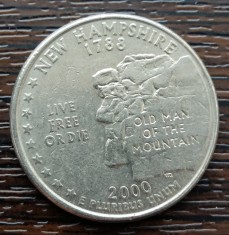 NEW HAMPSHIRE
1788
LIVE
FREE
OR DIE
OLD MAN
OF THE
MOUNTAIN
2000
E PLURIBUS UNUM